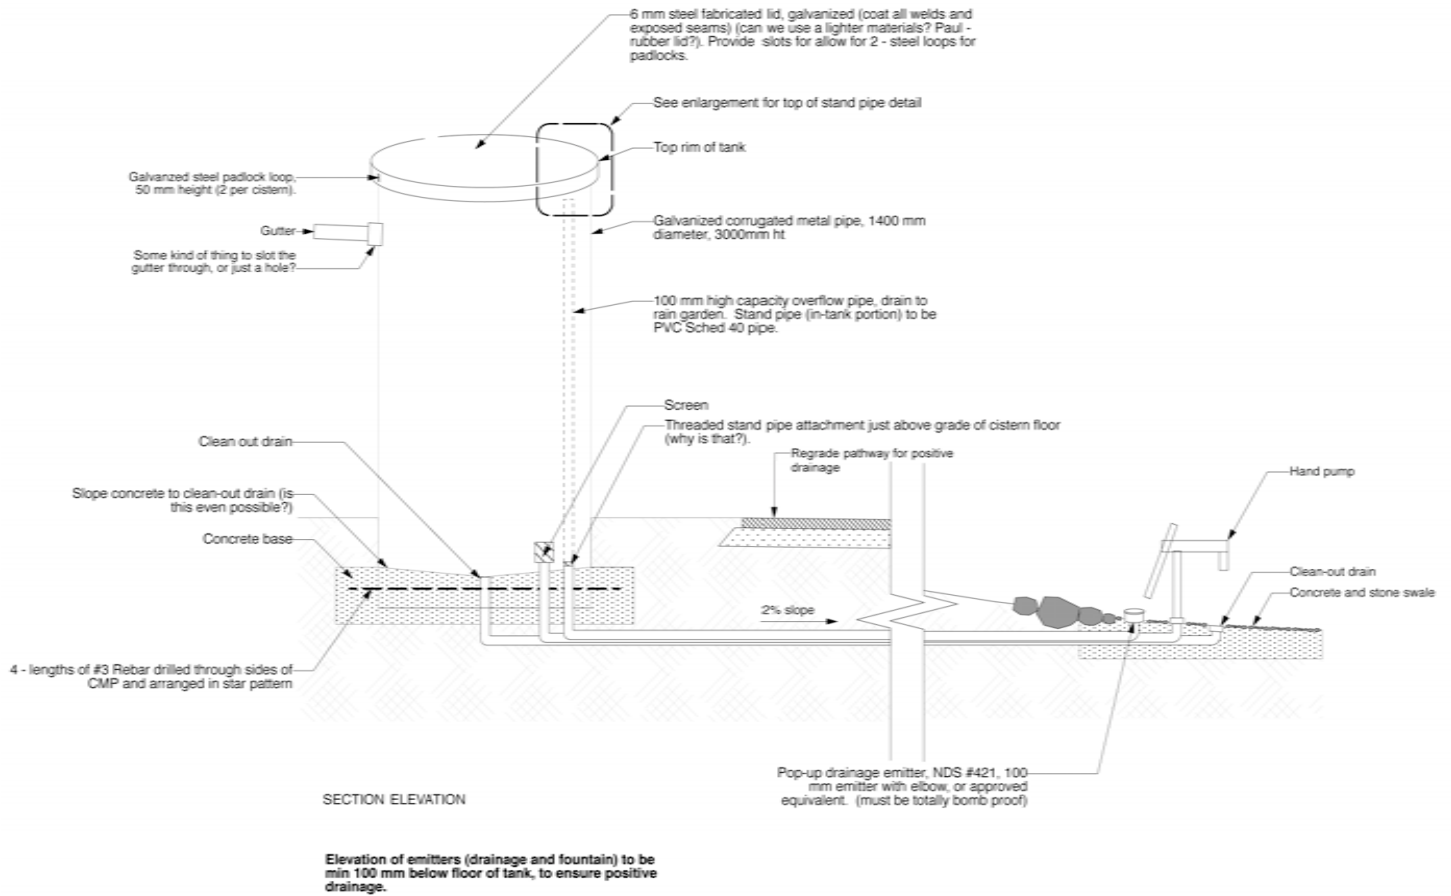 6 mm steel fabricated lid, galvanized (coat all welds and
exposed seams) (can we use a lighter materials? Paul -
rubber lid?). Provide slots for allow for 2 - steel loops for
padlocks.
See enlargement for top of stand pipe detail
Top rim of tank
Galvanzed steel padlock loop,
50 mm height (2 per cistern).
Gutter
Some kind of thing to slot the
gutter through, or just a hole?
Galvanized corrugated metal pipe, 1400 mm
diameter, 3000mm ht
100 mm high capacity overflow pipe, drain to
rain garden. Stand pipe (in-tank portion) to be
PVC Sched 40 pipe.
Screen
Threaded stand pipe attachment just above grade of cistern floor
(why is that?).
Clean out drain
Regrade pathway for positive
drainage
Hand pump
Slope concrete to clean-out drain (is
this even possible?)
Concrete base
Clean-out drain
Concrete and stone swale
2% slope
4 - lengths of #3 Rebar drilled through sides of
CMP and arranged in star pattern
Pop-up drainage emitter, NDS #421, 100
mm emitter with elbow, or approved
equivalent. (must be totally bomb proof)
SECTION ELEVATION
Elevation of emitters (drainage and fountain) to be
min 100 mm below floor of tank, to ensure positive
drainage.